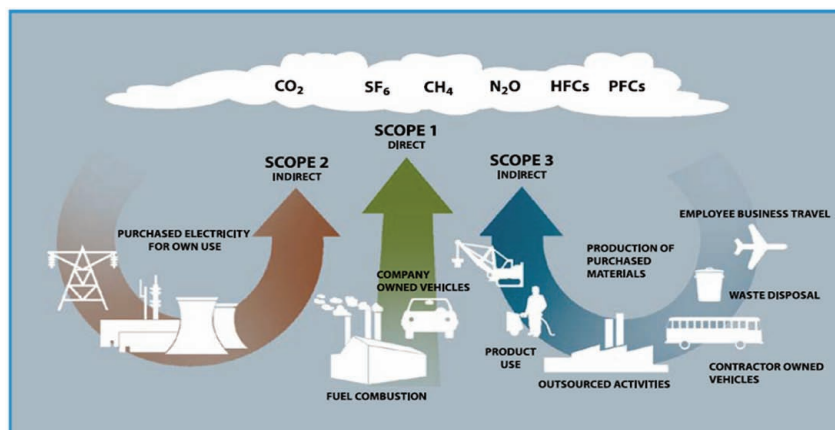 CO₂ SF₆ CH₄ N₂O HFCs PFCs
SCOPE 1
DIRECT
SCOPE 2
INDIRECT
SCOPE 3
INDIRECT
PURCHASED ELECTRICITY
FOR OWN USE
COMPANY
OWNED VEHICLES
FUEL COMBUSTION
EMPLOYEE BUSINESS TRAVEL
PRODUCTION OF
PURCHASED
MATERIALS
WASTE DISPOSAL
PRODUCT
USE
OUTSOURCED ACTIVITIES
CONTRACTOR OWNED
VEHICLES